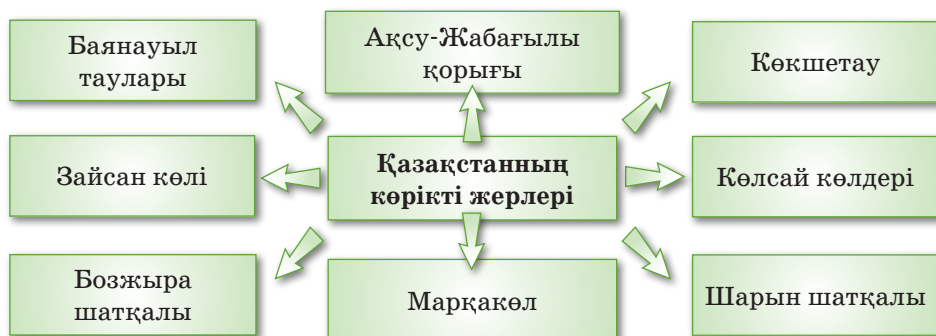 Баянауыл
таулары
Ақсу-Жабағылы
қорығы
Көкшетау
Зайсан көлі
Қазақстанның
көрікті жерлері
Көлсай көлдері
Бозжыра
шатқалы
Марқакөл
Шарын шатқалы